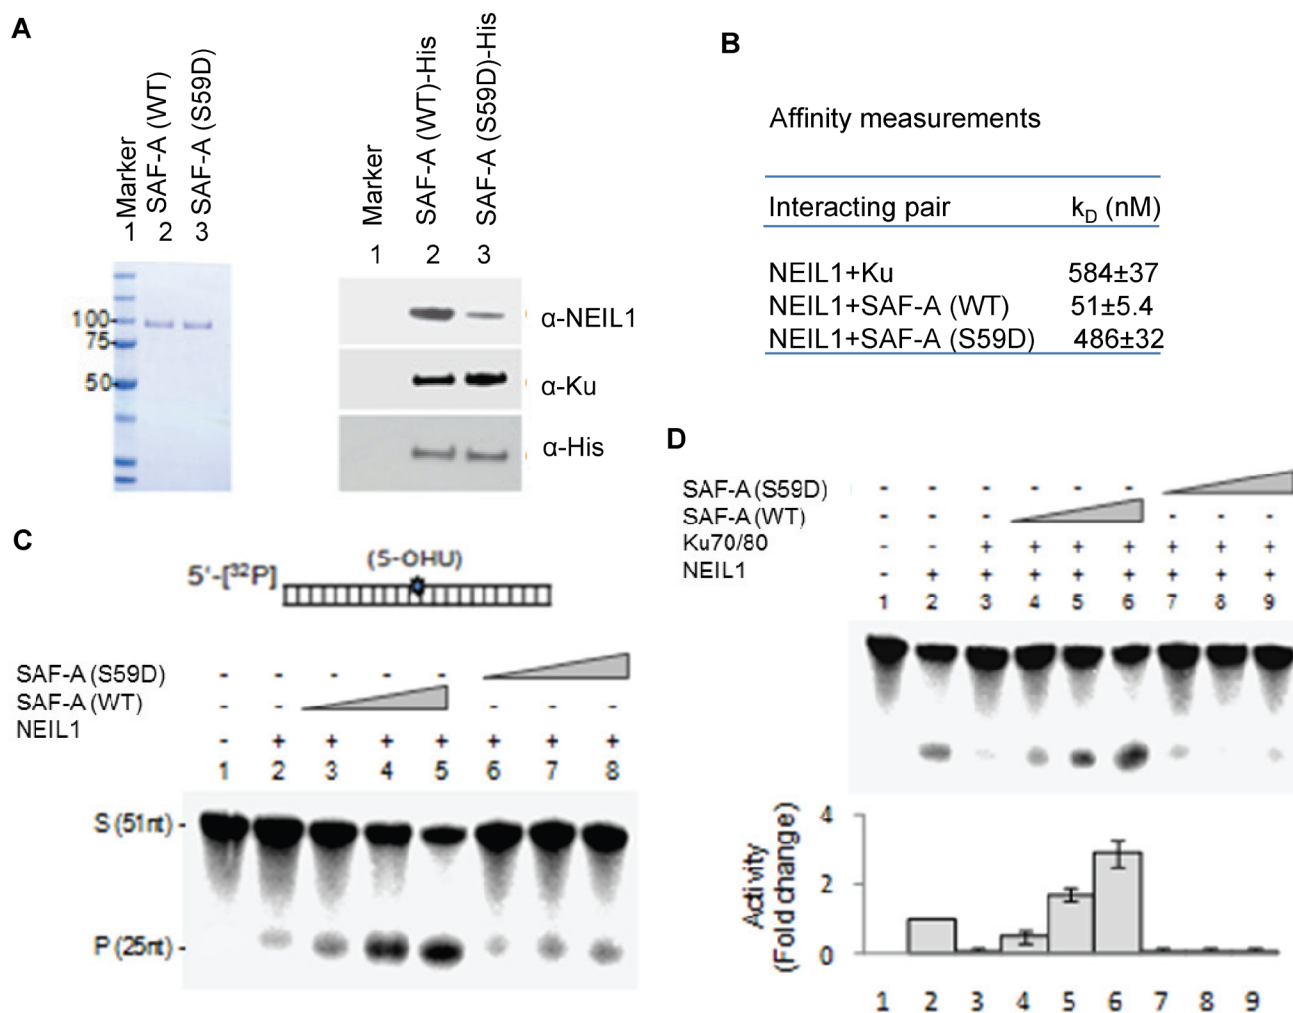 A
Marker
SAF-A (WT)
SAF-A (S59D)
1 2 3
100
75
50
Marker
SAF-A (WT)-His
SAF-A (S59D)-His
1 2 3
α-NEIL1
α-Ku
α-His
B
Affinity measurements
Interacting pair kD (nM)
NEIL1+Ku 584±37
NEIL1+SAF-A (WT) 51±5.4
NEIL1+SAF-A (S59D) 486±32
C
(5-OHU)
5'-[32P]
SAF-A (S59D) - - - - -
SAF-A (WT) - - - - -
NEIL1 - + + + + + + +
1 2 3 4 5 6 7 8
S (51nt) -
P (25nt) -
D
SAF-A (S59D) - - - - - -
SAF-A (WT) - - - - - -
Ku70/80 - - + + + + + + +
NEIL1 - + + + + + + + +
1 2 3 4 5 6 7 8 9
Activity
(Fold change)
4
2
0
1 2 3 4 5 6 7 8 9